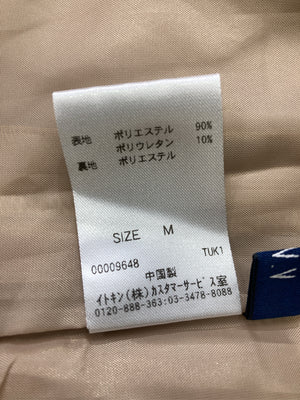 表地 ポリエステル 90%
ポリウレタン 10%
裏地 ポリエステル
SIZE M
00009648 TUK1
中国製
イトキン(株)カスタマーサービス室
0120-888-363:03-3478-8088